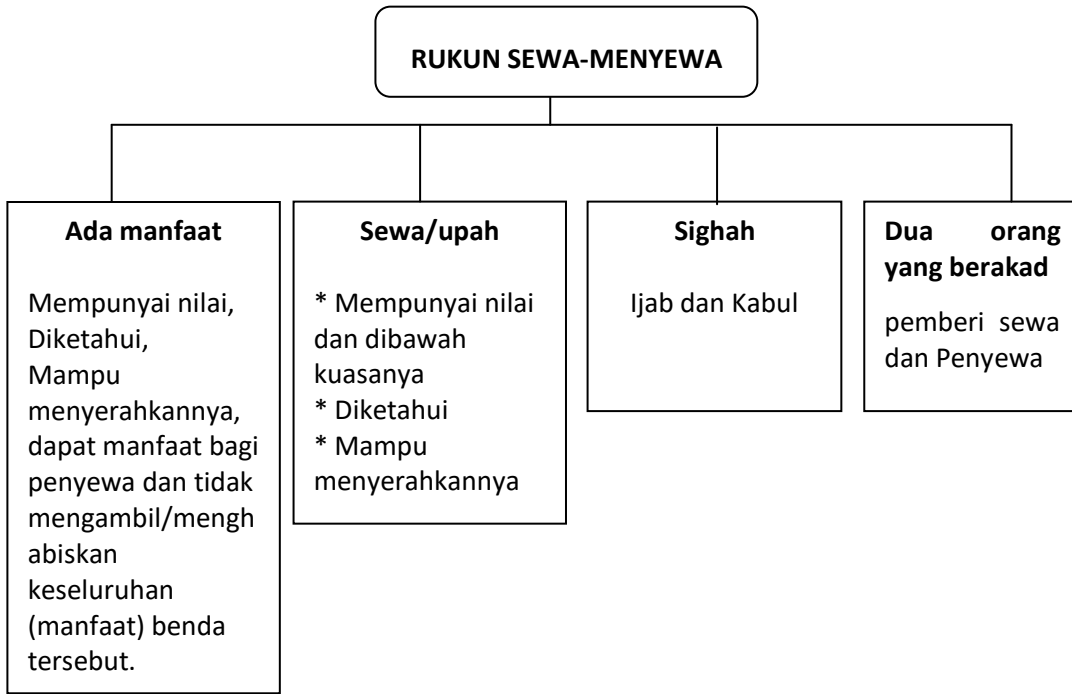 RUKUN SEWA-MENYEWA
Ada manfaat
Mempunyai nilai,
Diketahui,
Mampu
menyerahkannya,
dapat manfaat bagi
penyewa dan tidak
mengambil/mengh
abiskan
keseluruhan
(manfaat) benda
tersebut.
Sewa/upah
* Mempunyai nilai
dan dibawah
kuasanya
* Diketahui
* Mampu
menyerahkannya
Sighah
Ijab dan Kabul
Dua orang
yang berakad
pemberi sewa
dan Penyewa